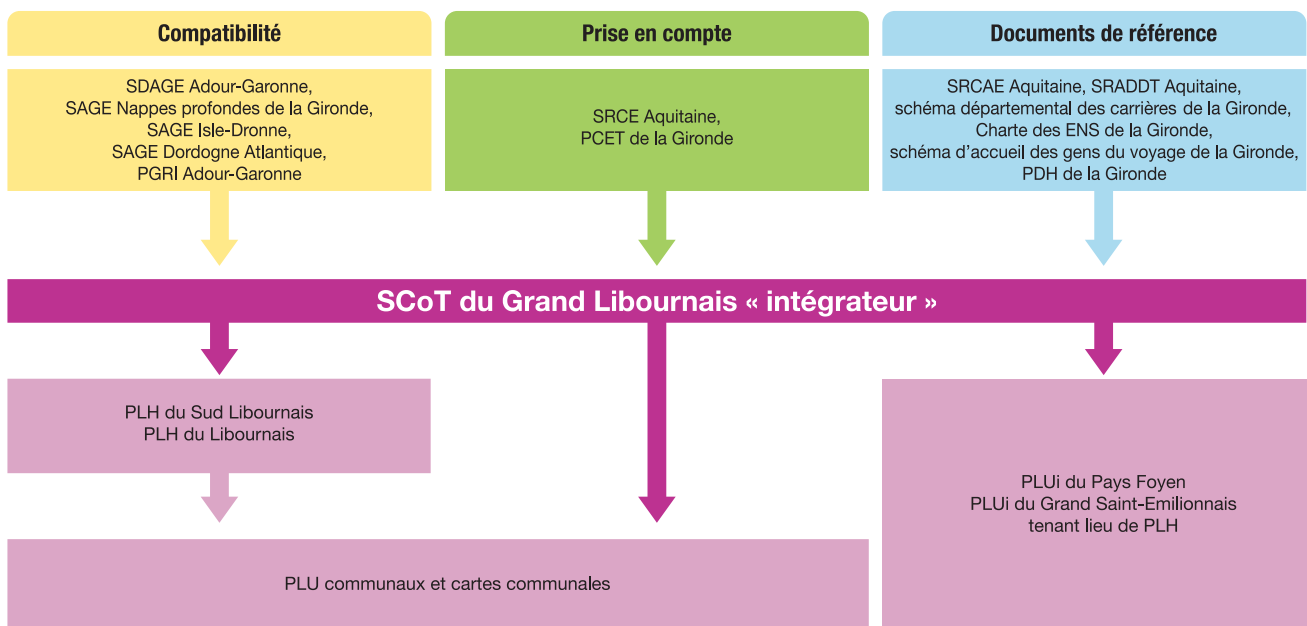 Compatibilité
SDAGE Adour-Garonne,
SAGE Nappes profondes de la Gironde,
SAGE Isle-Dronne,
SAGE Dordogne Atlantique,
PGRI Adour-Garonne
Prise en compte
SRCE Aquitaine,
PCET de la Gironde
Documents de référence
SRCAE Aquitaine, SRADDT Aquitaine,
schéma départemental des carrières de la Gironde,
Charte des ENS de la Gironde,
schéma d’accueil des gens du voyage de la Gironde,
PDH de la Gironde
SCoT du Grand Libournais « intégrateur »
PLH du Sud Libournais
PLH du Libournais
PLUi du Pays Foyen
PLUi du Grand Saint-Emilionnais
tenant lieu de PLH
PLU communaux et cartes communales